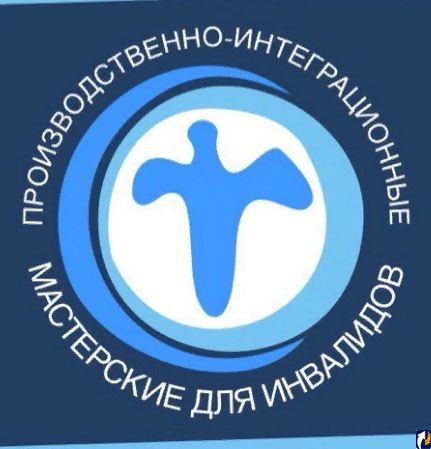 ПРОИЗВОДСТВЕННО-ИНТЕГРАЦИОННЫЕ
МАСТЕРСКИЕ ДЛЯ ИНВАЛИДОВ